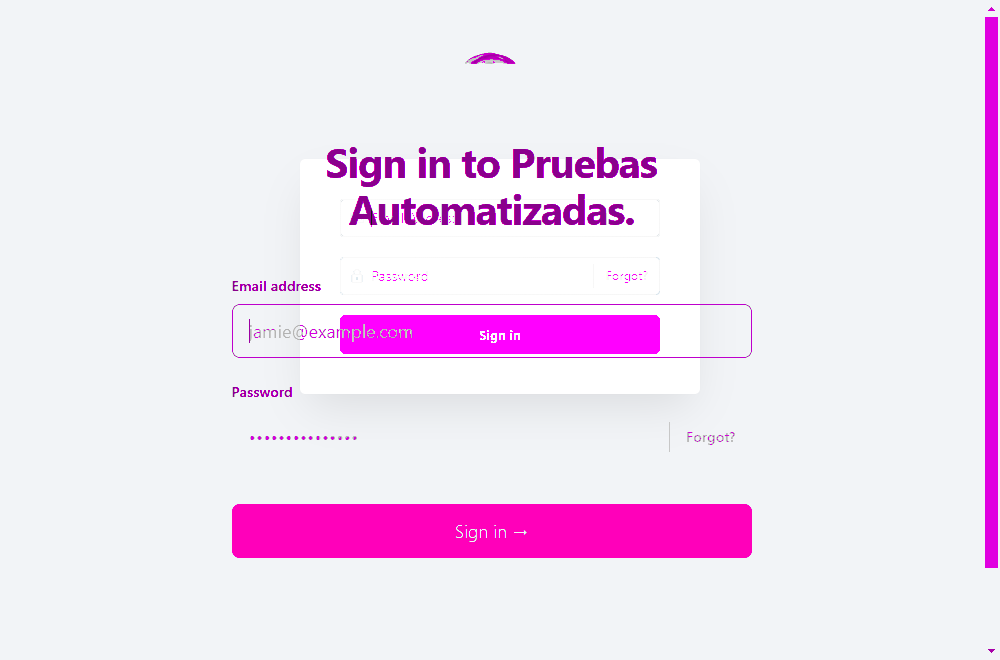 Sign in to Pruebas
Automatizadas.
Password
Forgot?
Email address
jamie@example.com
Sign in
Password
Forgot?
Sign in →